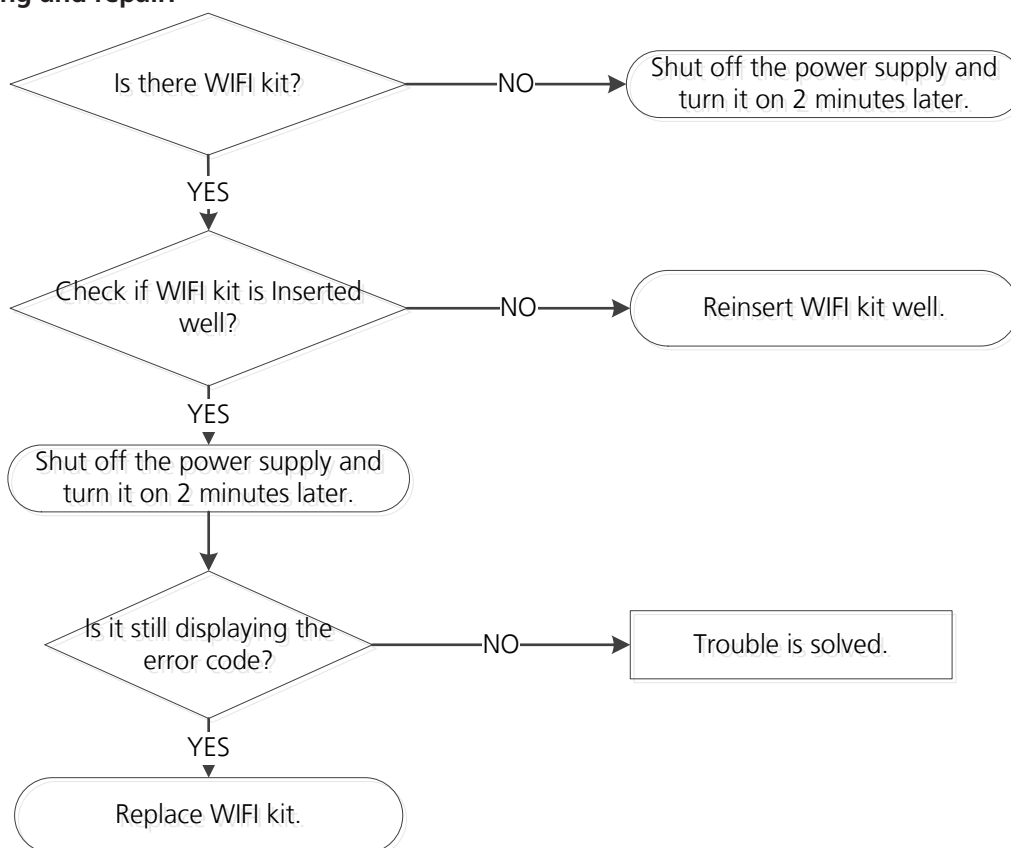 Is there WIFI kit?
NO
Shut off the power supply and
turn it on 2 minutes later.
YES
Check if WIFI kit is Inserted
well?
NO
Reinsert WIFI kit well.
YES
Shut off the power supply and
turn it on 2 minutes later.
Is it still displaying the
error code?
NO
Trouble is solved.
YES
Replace WIFI kit.